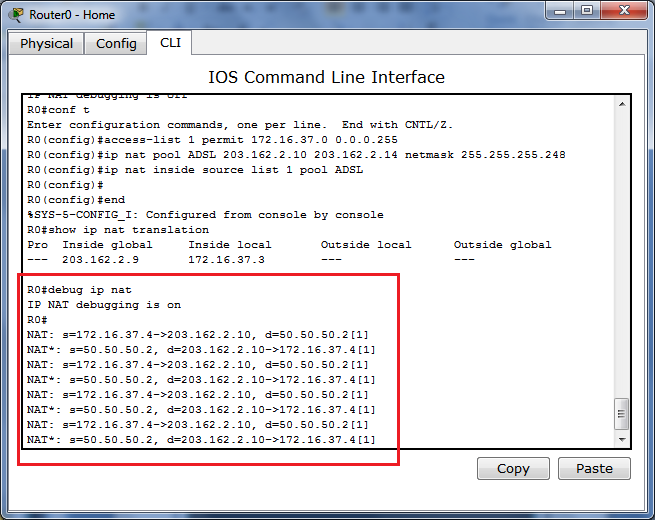 Router0 - Home
Physical Config CLI
IOS Command Line Interface
IP NAT debugging is off
R0#conf t
Enter configuration commands, one per line.  End with CNTL/Z.
R0(config)#access-list 1 permit 172.16.37.0 0.0.0.255
R0(config)#ip nat pool ADSL 203.162.2.10 203.162.2.14 netmask 255.255.255.248
R0(config)#ip nat inside source list 1 pool ADSL
R0(config)#
R0(config)#end
%SYS-5-CONFIG_I: Configured from console by console
R0#show ip nat translation
Pro  Inside global     Inside local       Outside local      Outside global
---  203.162.2.9       172.16.37.3        ---                ---
R0#debug ip nat
IP NAT debugging is on
R0#
NAT: s=172.16.37.4->203.162.2.10, d=50.50.50.2[1]
NAT*: s=50.50.50.2, d=203.162.2.10->172.16.37.4[1]
NAT: s=172.16.37.4->203.162.2.10, d=50.50.50.2[1]
NAT*: s=50.50.50.2, d=203.162.2.10->172.16.37.4[1]
NAT: s=172.16.37.4->203.162.2.10, d=50.50.50.2[1]
NAT*: s=50.50.50.2, d=203.162.2.10->172.16.37.4[1]
NAT: s=172.16.37.4->203.162.2.10, d=50.50.50.2[1]
NAT*: s=50.50.50.2, d=203.162.2.10->172.16.37.4[1]
Copy Paste